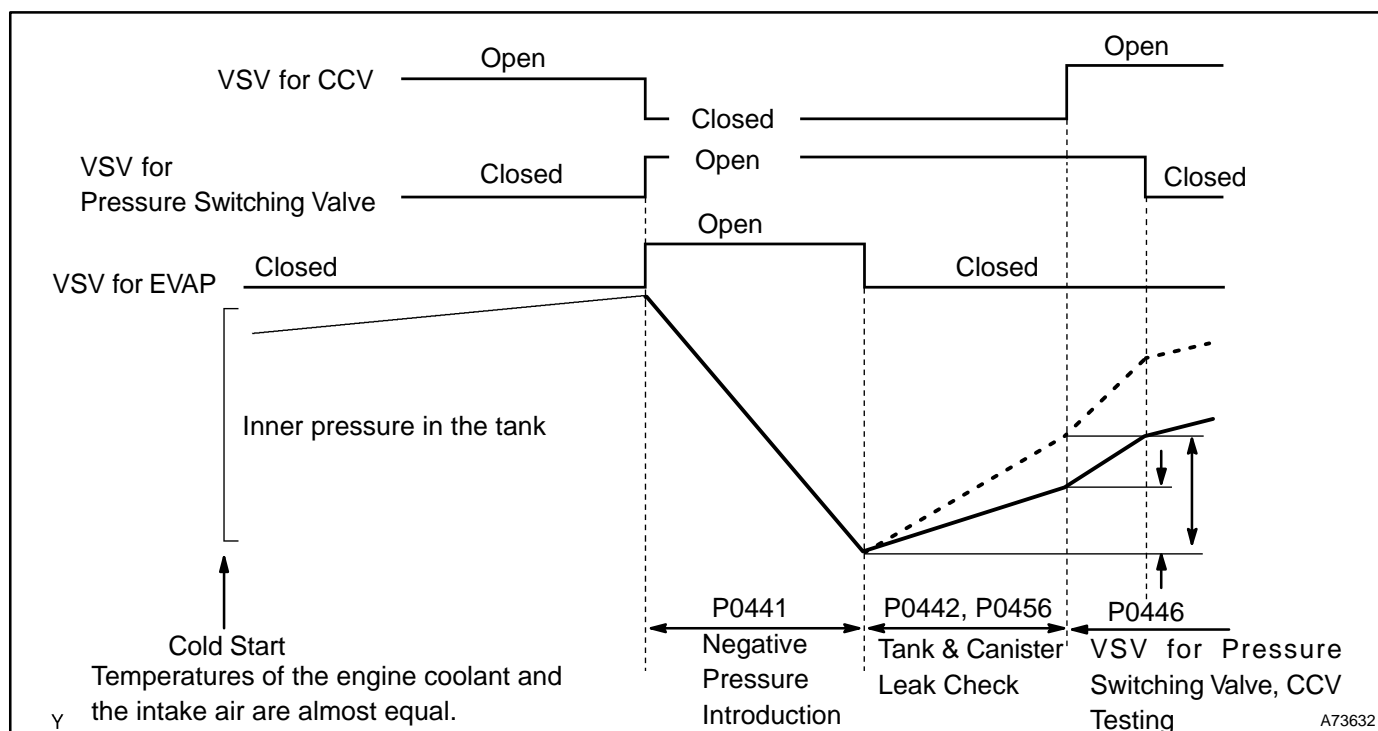 Open
Open
VSV for CCV
Closed
VSV for
Pressure Switching Valve
Closed
Open
Closed
Open
VSV for EVAP
Closed
Closed
Inner pressure in the tank
Cold Start
Temperatures of the engine coolant and
the intake air are almost equal.
P0441
Negative
Pressure
Introduction
P0442, P0456
Tank & Canister
Leak Check
P0446
VSV for Pressure
Switching Valve, CCV
Testing
Y
A73632